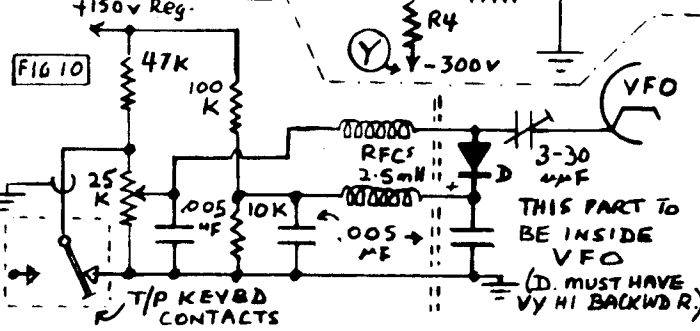 +150v Reg.
R4
Y
-300v
FIG 10
47K
100
K
VFO
RFCs
2.5mH
D
3-30
µµF
25
K
.005
µF
10K
.005
µF
+
THIS PART TO
BE INSIDE
VFO
(D. MUST HAVE
VY HI BACKWD R.)
T/P KEYBD
CONTACTS